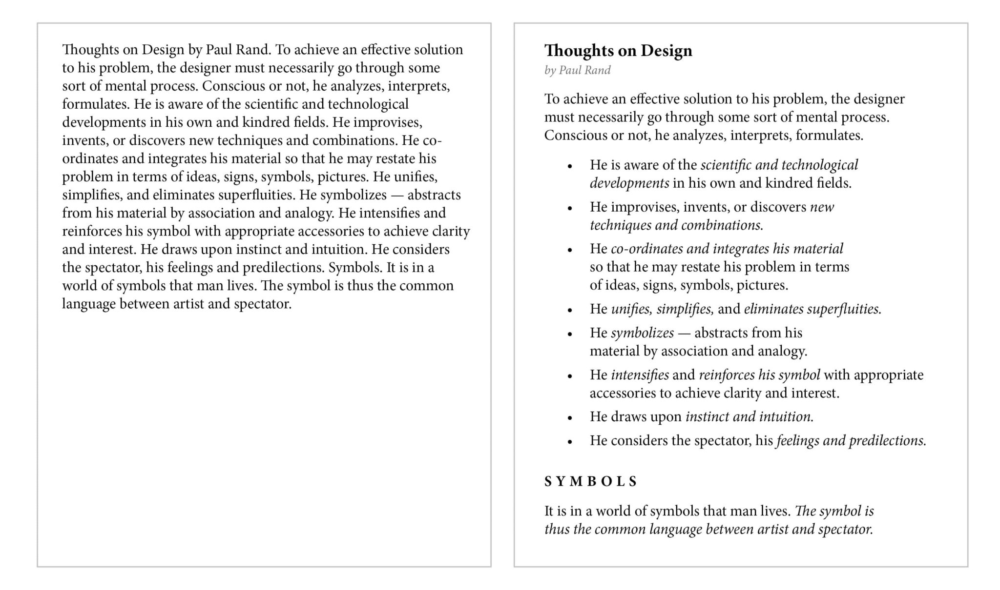 Thoughts on Design by Paul Rand. To achieve an effective solution
to his problem, the designer must necessarily go through some
sort of mental process. Conscious or not, he analyzes, interprets,
formulates. He is aware of the scientific and technological
developments in his own and kindred fields. He improvises,
invents, or discovers new techniques and combinations. He co-
ordinates and integrates his material so that he may restate his
problem in terms of ideas, signs, symbols, pictures. He unifies,
simplifies, and eliminates superfluities. He symbolizes — abstracts
from his material by association and analogy. He intensifies and
reinforces his symbol with appropriate accessories to achieve clarity
and interest. He draws upon instinct and intuition. He considers
the spectator, his feelings and predilections. Symbols. It is in a
world of symbols that man lives. The symbol is thus the common
language between artist and spectator.
Thoughts on Design
by Paul Rand
To achieve an effective solution to his problem, the designer
must necessarily go through some sort of mental process.
Conscious or not, he analyzes, interprets, formulates.
• He is aware of the scientific and technological
developments in his own and kindred fields.
• He improvises, invents, or discovers new
techniques and combinations.
• He co-ordinates and integrates his material
so that he may restate his problem in terms
of ideas, signs, symbols, pictures.
• He unifies, simplifies, and eliminates superfluities.
• He symbolizes — abstracts from his
material by association and analogy.
• He intensifies and reinforces his symbol with appropriate
accessories to achieve clarity and interest.
• He draws upon instinct and intuition.
• He considers the spectator, his feelings and predilections.
SYMBOLS
It is in a world of symbols that man lives. The symbol is
thus the common language between artist and spectator.